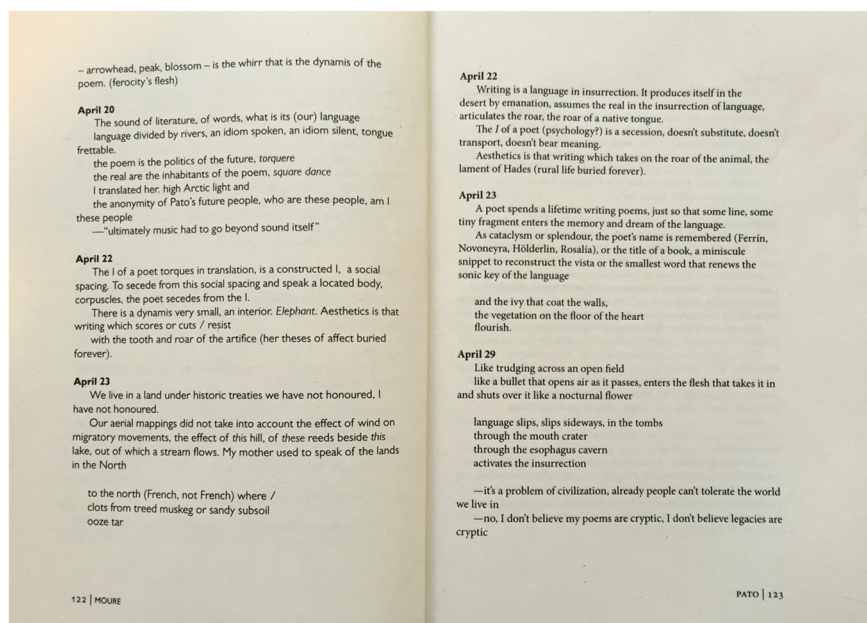 – arrowhead, peak, blossom – is the whirr that is the dynamis of the
poem. (ferocity's flesh)
April 20
The sound of literature, of words, what is its (our) language
language divided by rivers, an idiom spoken, an idiom silent, tongue
frettable.
the poem is the politics of the future, torquere
the real are the inhabitants of the poem, square dance
I translated her. high Arctic light and
the anonymity of Pato's future people, who are these people, am I
these people
—"ultimately music had to go beyond sound itself"
April 22
The I of a poet torques in translation, is a constructed I, a social
spacing. To secede from this social spacing and speak a located body,
corpuscles, the poet secedes from the I.
There is a dynamis very small, an interior. Elephant. Aesthetics is that
writing which scores or cuts / resist
with the tooth and roar of the artifice (her theses of affect buried
forever).
April 23
We live in a land under historic treaties we have not honoured, I
have not honoured.
Our aerial mappings did not take into account the effect of wind on
migratory movements, the effect of this hill, of these reeds beside this
lake, out of which a stream flows. My mother used to speak of the lands
in the North
to the north (French, not French) where /
clots from treed muskeg or sandy subsoil
ooze tar
122 | MOURE
April 22
Writing is a language in insurrection. It produces itself in the
desert by emanation, assumes the real in the insurrection of language,
articulates the roar, the roar of a native tongue.
The I of a poet (psychology?) is a secession, doesn't substitute, doesn't
transport, doesn't bear meaning.
Aesthetics is that writing which takes on the roar of the animal, the
lament of Hades (rural life buried forever).
April 23
A poet spends a lifetime writing poems, just so that some line, some
tiny fragment enters the memory and dream of the language.
As cataclysm or splendour, the poet's name is remembered (Ferrín,
Novoneyra, Hölderlin, Rosalía), or the title of a book, a miniscule
snippet to reconstruct the vista or the smallest word that renews the
sonic key of the language
and the ivy that coat the walls,
the vegetation on the floor of the heart
flourish.
April 29
Like trudging across an open field
like a bullet that opens air as it passes, enters the flesh that takes it in
and shuts over it like a nocturnal flower
language slips, slips sideways, in the tombs
through the mouth crater
through the esophagus cavern
activates the insurrection
—it's a problem of civilization, already people can't tolerate the world
we live in
—no, I don't believe my poems are cryptic, I don't believe legacies are
cryptic
PATO | 123